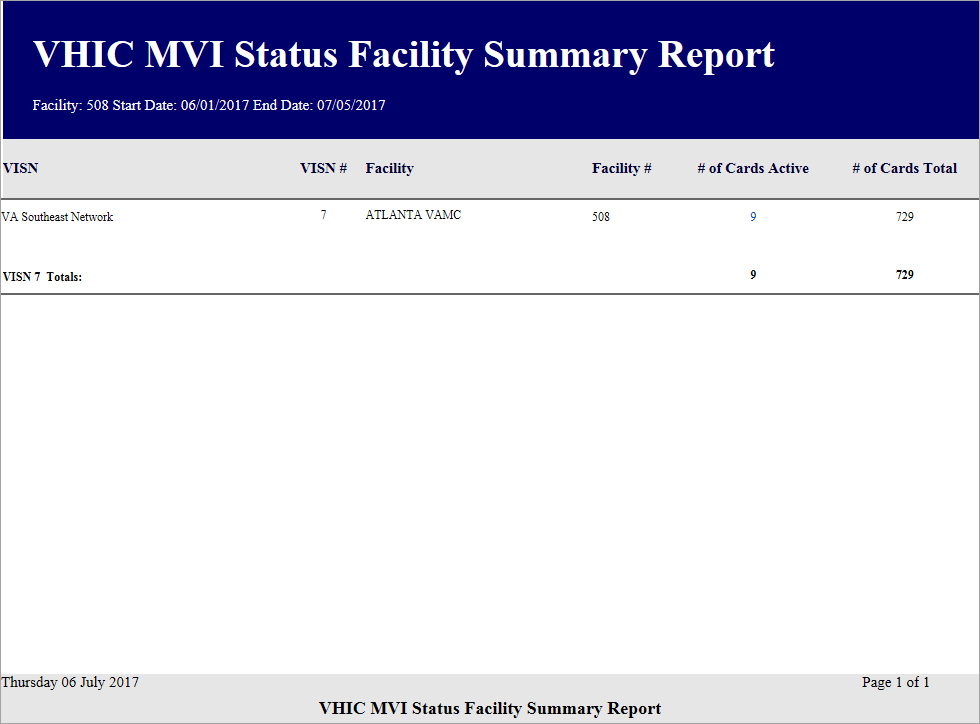 VHIC MVI Status Facility Summary Report
Facility: 508 Start Date: 06/01/2017 End Date: 07/05/2017
VISN VISN # Facility Facility # # of Cards Active # of Cards Total
VA Southeast Network 7 ATLANTA VAMC 508 9 729
VISN 7 Totals: 9 729
Thursday 06 July 2017 Page 1 of 1
VHIC MVI Status Facility Summary Report